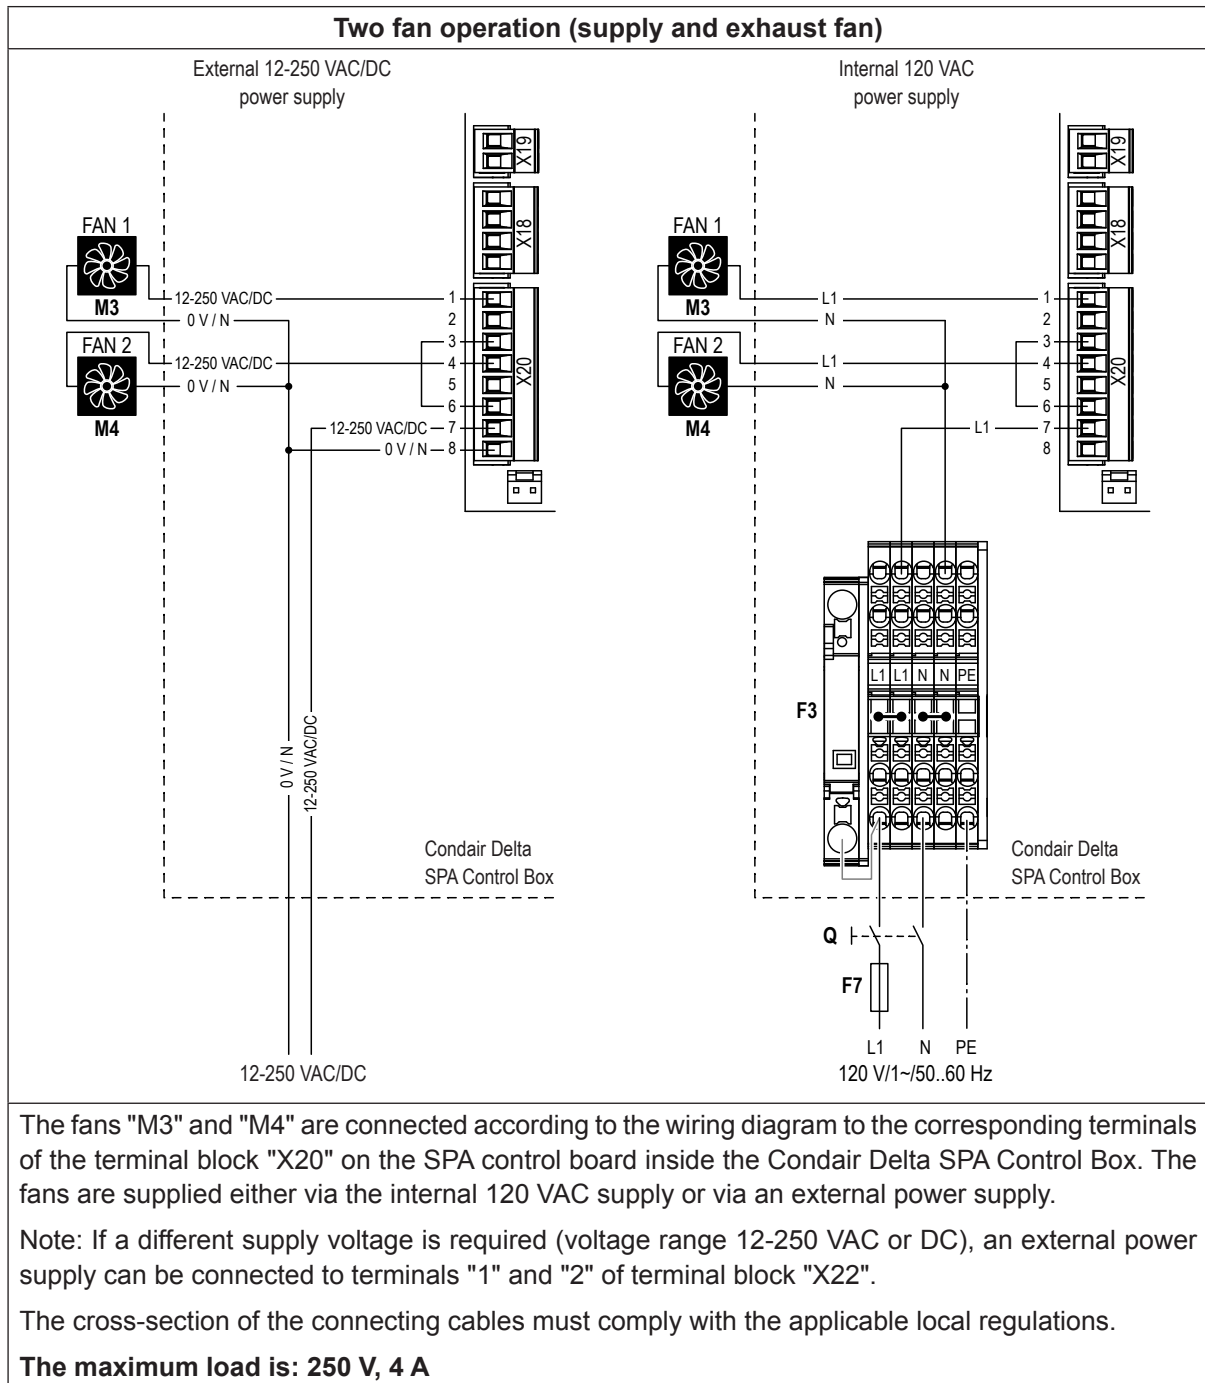 Two fan operation (supply and exhaust fan)
External 12-250 VAC/DC
power supply
X19
X18
FAN 1
M3
12-250 VAC/DC
0 V / N
FAN 2
M4
12-250 VAC/DC
0 V / N
1
2
3
4
5
6
7
8
X20
12-250 VAC/DC
0 V / N
0 V / N
12-250 VAC/DC
Condair Delta
SPA Control Box
12-250 VAC/DC
Internal 120 VAC
power supply
X19
X18
FAN 1
M3
L1
N
FAN 2
M4
L1
N
1
2
3
4
5
6
7
8
X20
L1
F3
L1 L1 N N PE
Condair Delta
SPA Control Box
Q
F7
L1 N PE
120 V/1~/50..60 Hz
The fans "M3" and "M4" are connected according to the wiring diagram to the corresponding terminals
of the terminal block "X20" on the SPA control board inside the Condair Delta SPA Control Box. The
fans are supplied either via the internal 120 VAC supply or via an external power supply.
Note: If a different supply voltage is required (voltage range 12-250 VAC or DC), an external power
supply can be connected to terminals "1" and "2" of terminal block "X22".
The cross-section of the connecting cables must comply with the applicable local regulations.
The maximum load is: 250 V, 4 A